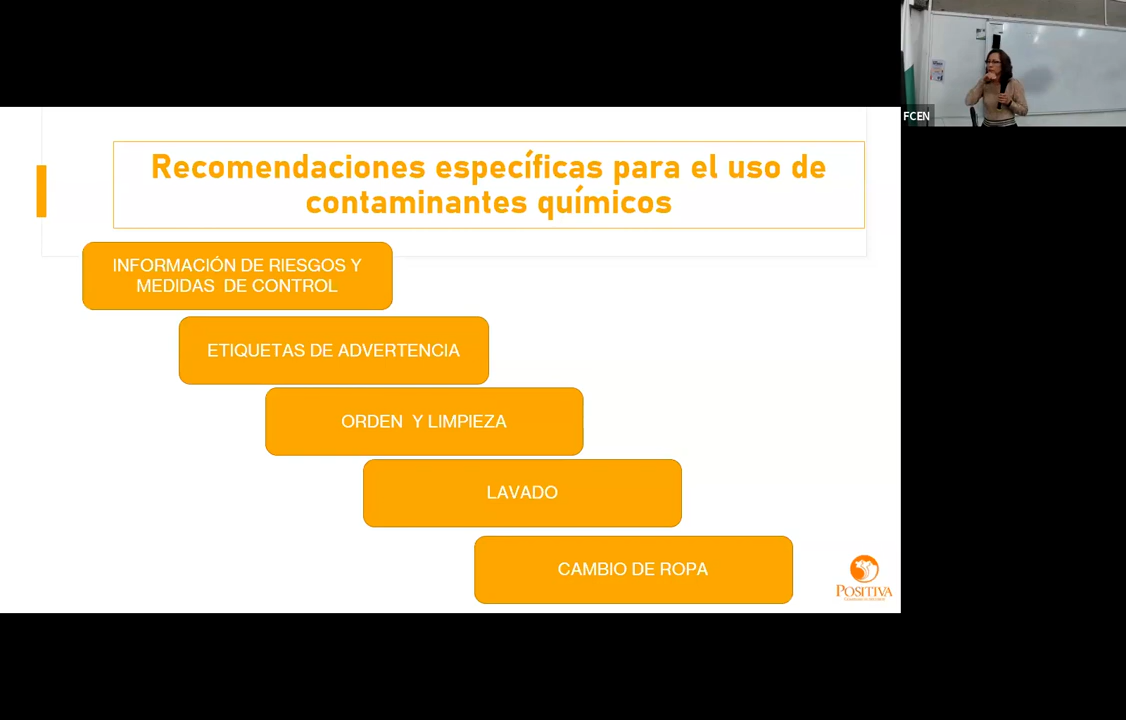 FCEN
Recomendaciones específicas para el uso de
contaminantes químicos
INFORMACIÓN DE RIESGOS Y
MEDIDAS DE CONTROL
ETIQUETAS DE ADVERTENCIA
ORDEN Y LIMPIEZA
LAVADO
CAMBIO DE ROPA
POSITIVA